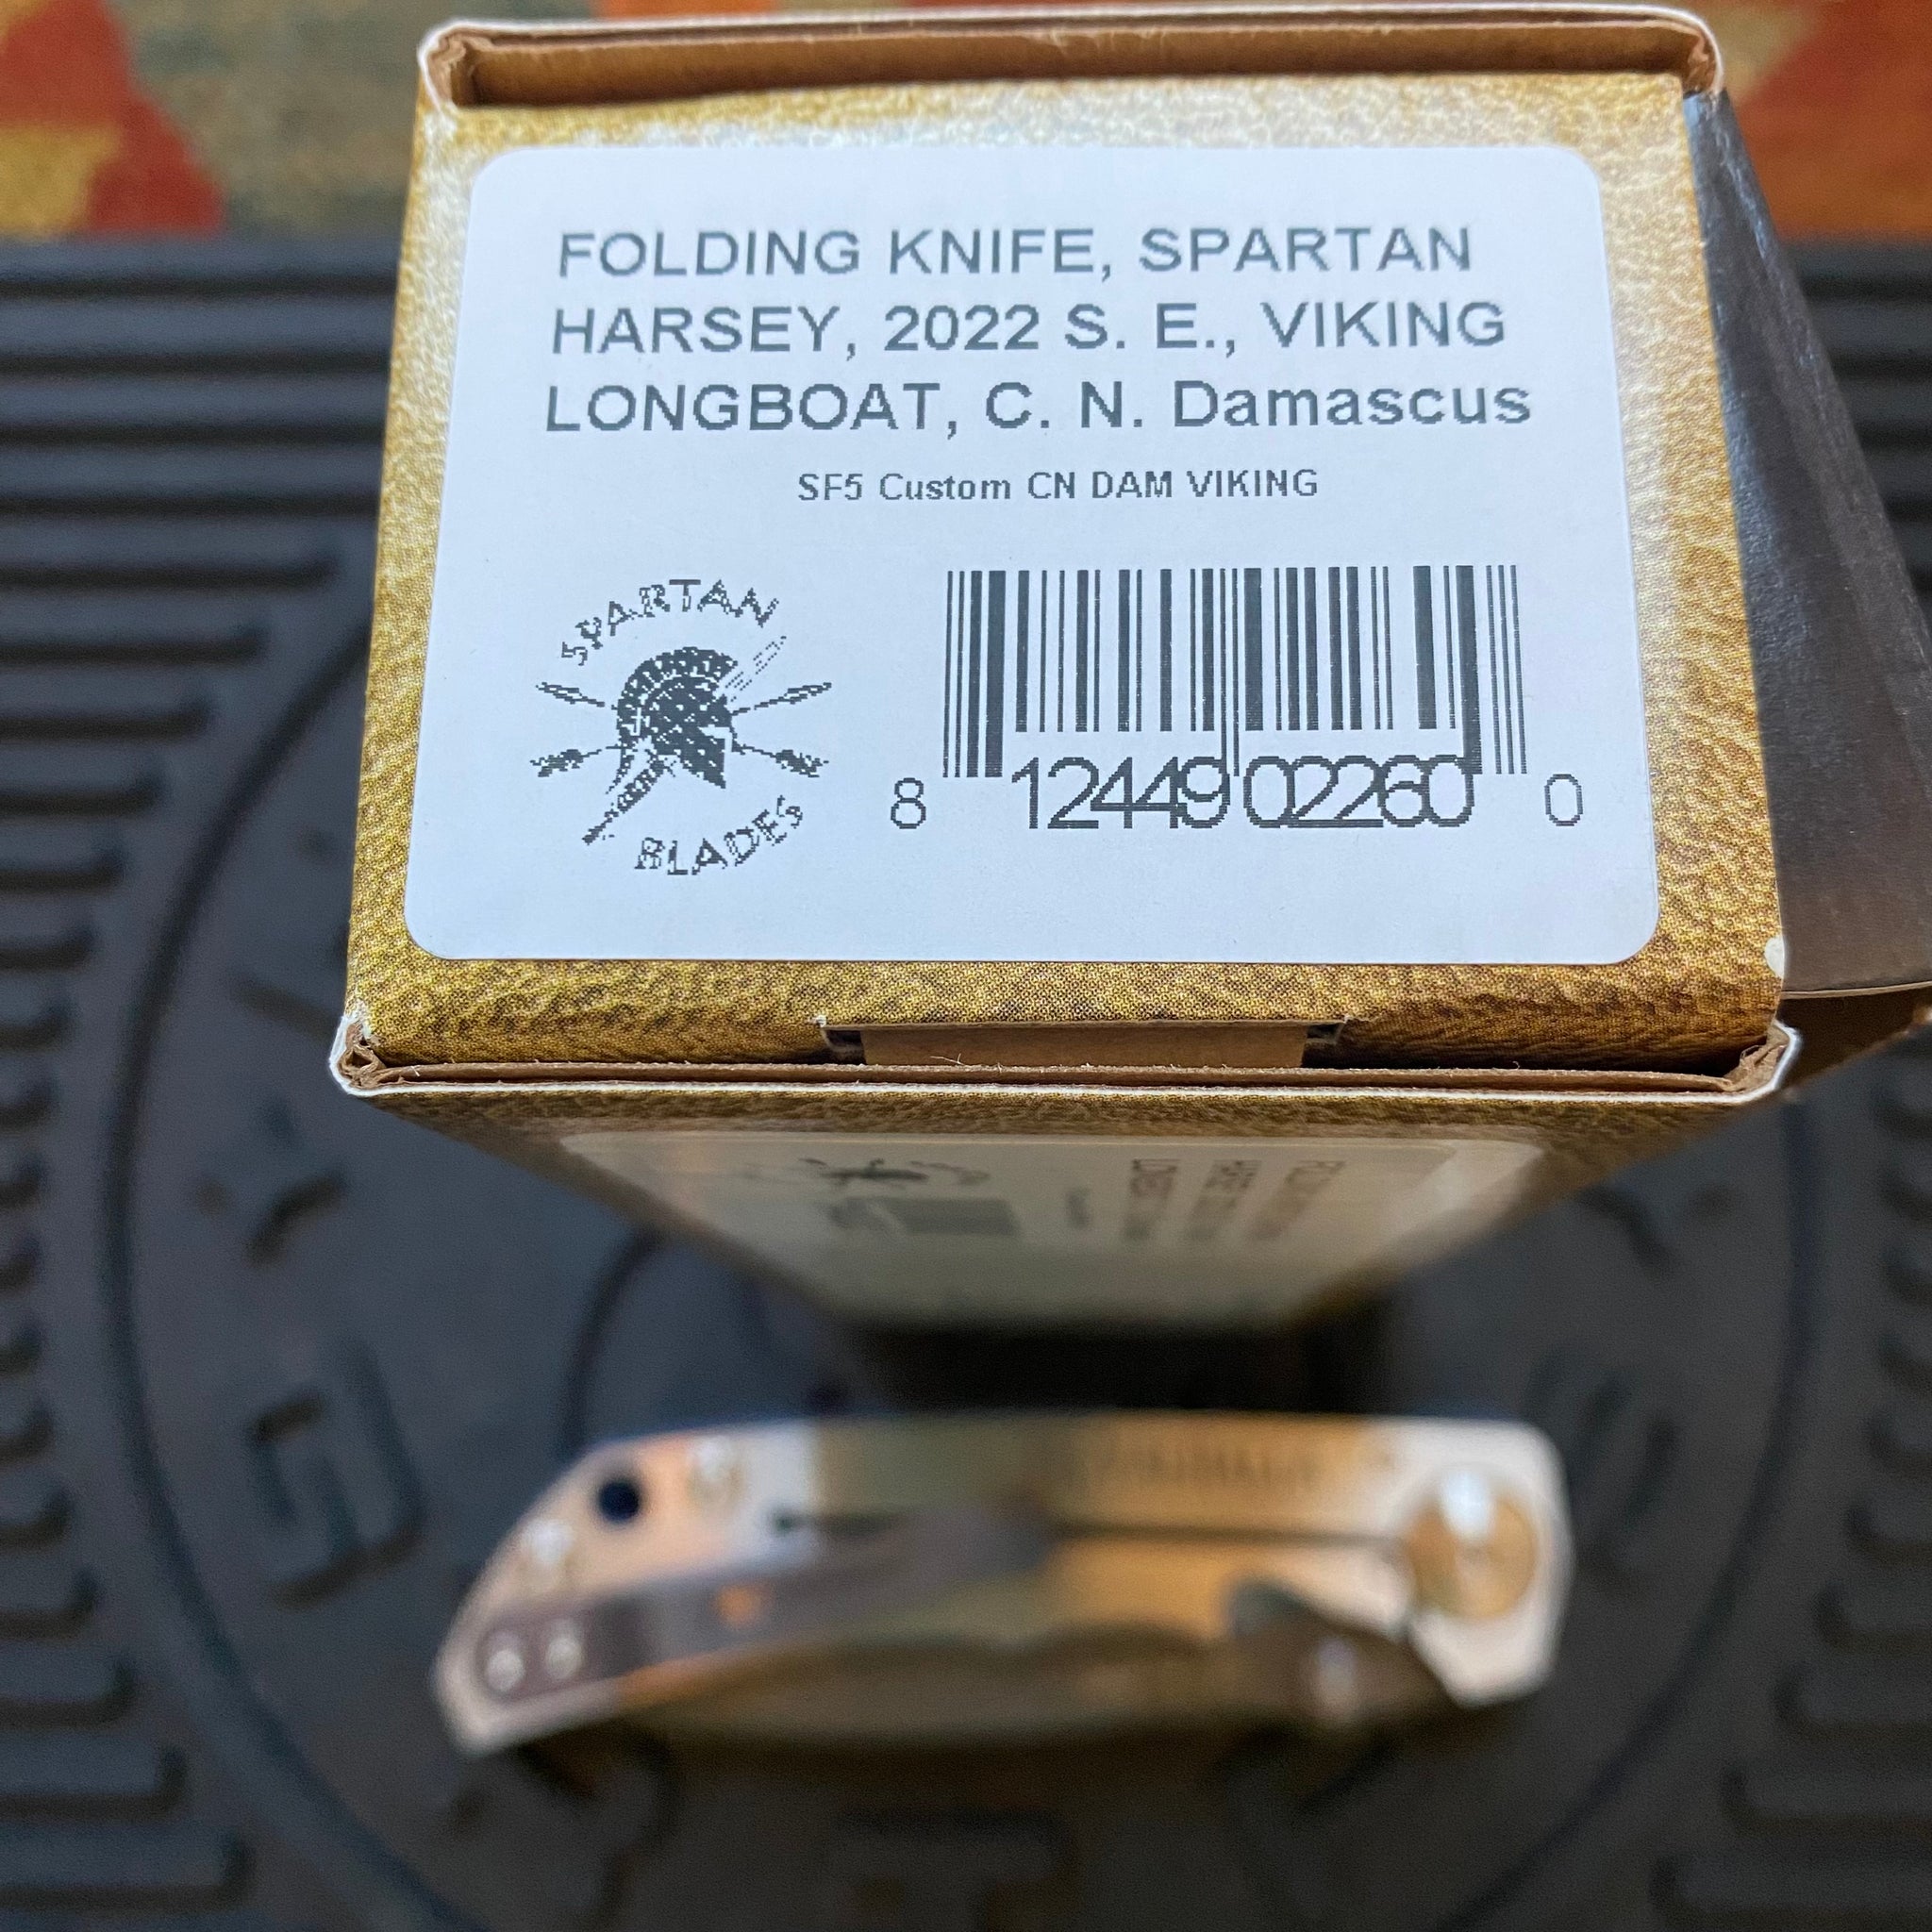 FOLDING KNIFE, SPARTAN
HARSEY, 2022 S. E., VIKING
LONGBOAT, C. N. Damascus
SF5 Custom CN DAM VIKING
SPARTAN
BLADES
8 12449 02260 0